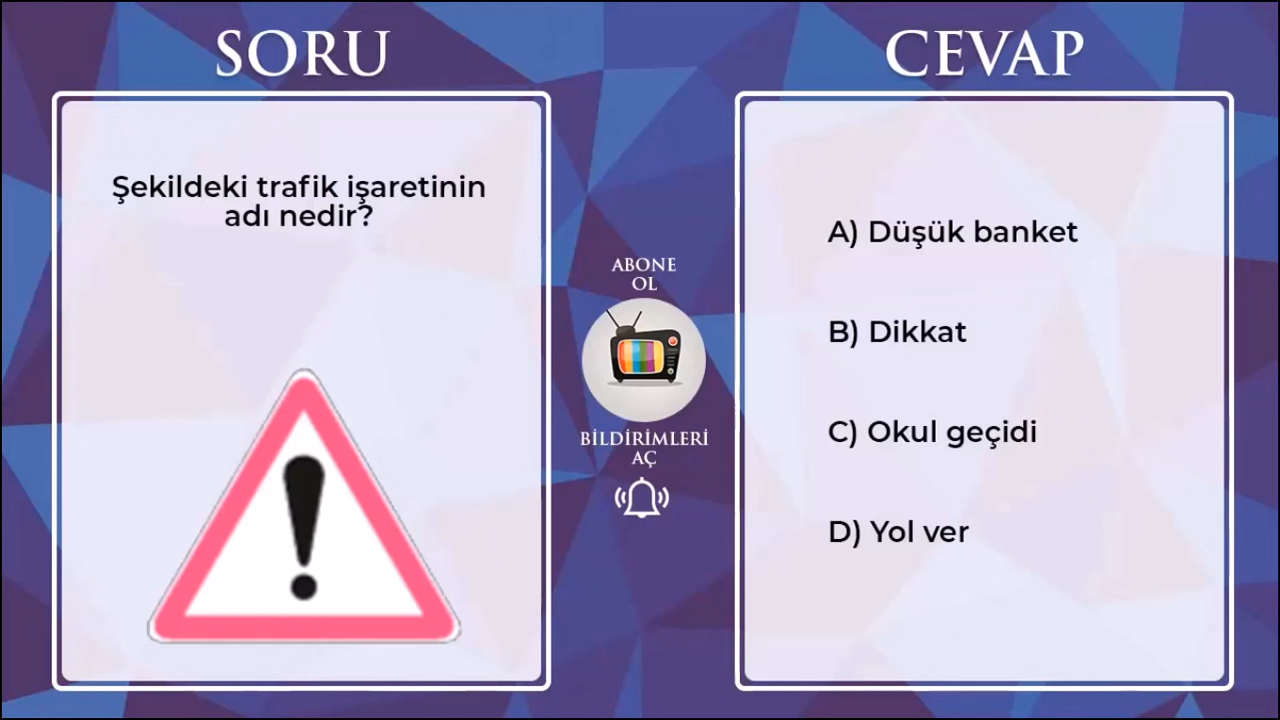 SORU
Şekildeki trafik işaretinin
adı nedir?
!
ABONE
OL
BİLDİRİMLERİ
AÇ
CEVAP
A) Düşük banket
B) Dikkat
C) Okul geçidi
D) Yol ver